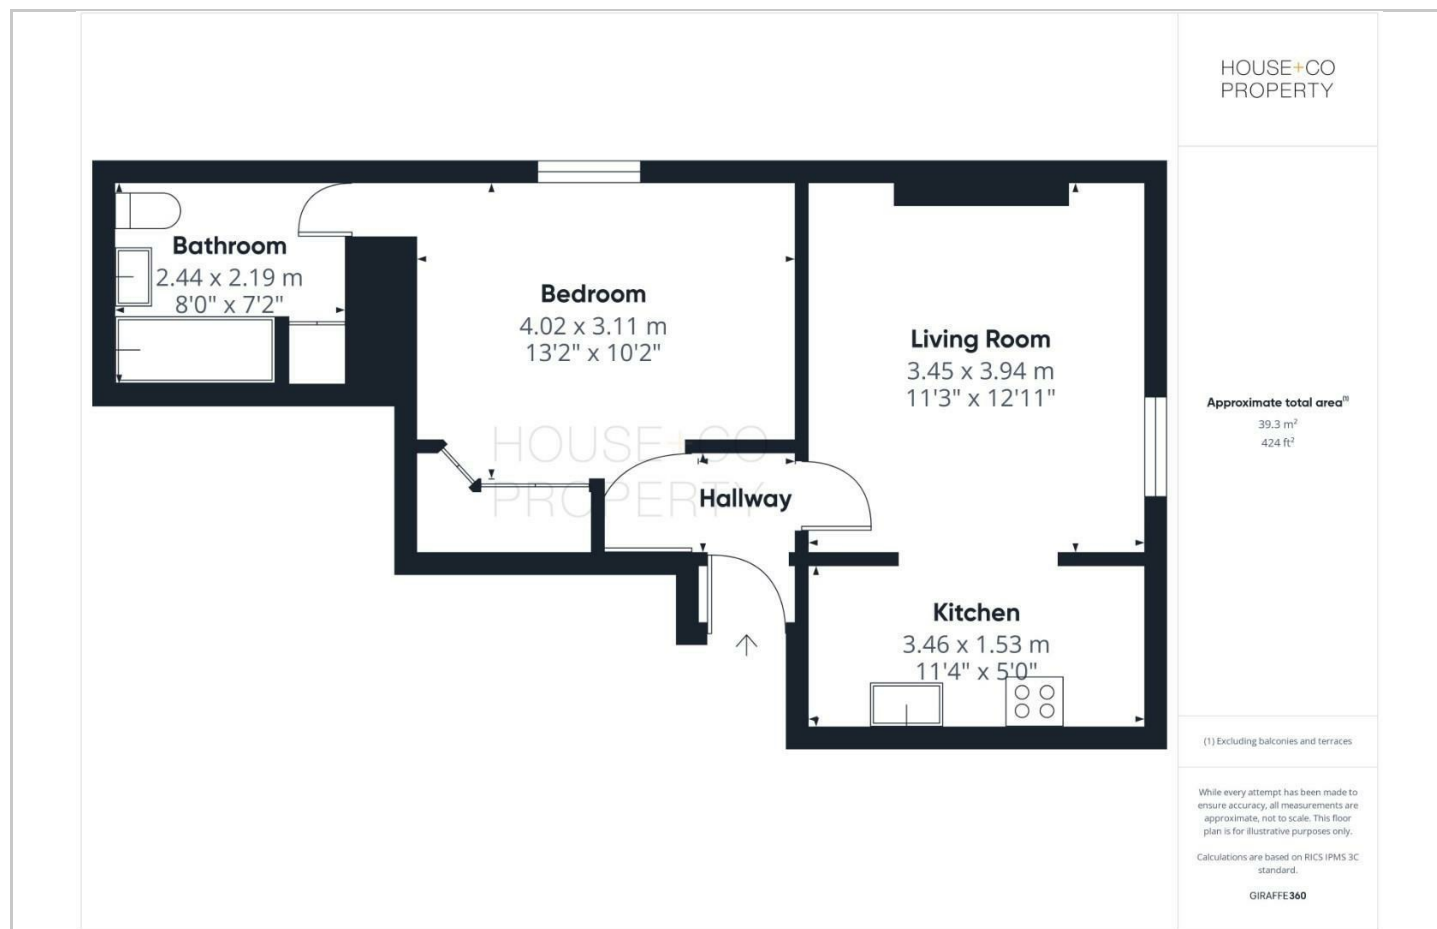 HOUSE+CO
PROPERTY
Bathroom
2.44 x 2.19 m
8'0" x 7'2"
Bedroom
4.02 x 3.11 m
13'2" x 10'2"
Living Room
3.45 x 3.94 m
11'3" x 12'11"
HOUSE+CO
PROPERTY
Hallway
Kitchen
3.46 x 1.53 m
11'4" x 5'0"
Approximate total area(1)
39.3 m²
424 ft²
(1) Excluding balconies and terraces
While every attempt has been made to
ensure accuracy, all measurements are
approximate, not to scale. This floor
plan is for illustrative purposes only.
Calculations are based on RICS IPMS 3C
standard.
GIRAFFE360